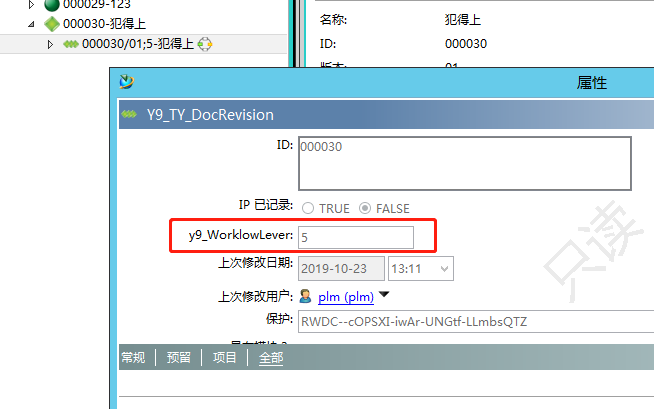 000029-123
000030-犯得上
000030/01;5-犯得上
名称: 犯得上
ID: 000030
版本: 01
属性
Y9_TY_DocRevision
ID: 000030
IP 已记录: TRUE FALSE
y9_WorklowLever: 5
上次修改日期: 2019-10-23 13:11
上次修改用户: plm (plm)
保护: RWDC--cOPSXI-iwAr-UNGtf-LLmbsQTZ
只读
常规 预留 项目 全部